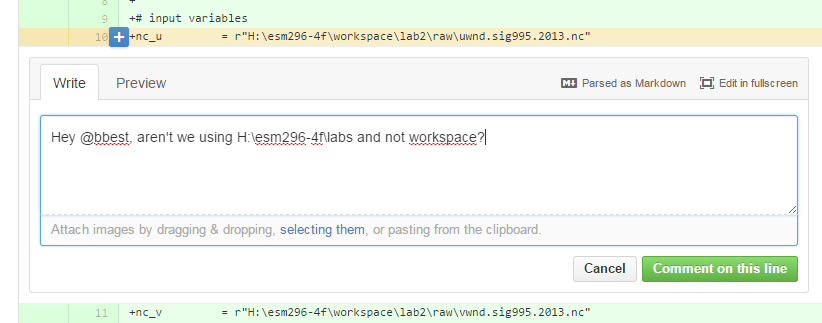 8 +
9 +# input variables
10 + +nc_u = r"H:\esm296-4f\workspace\lab2\raw\uwnd.sig995.2013.nc"
Write Preview M↓ Parsed as Markdown Edit in fullscreen
Hey @bbest, aren't we using H:\esm296-4f\labs and not workspace?
Attach images by dragging & dropping, selecting them, or pasting from the clipboard.
Cancel Comment on this line
11 +nc_v = r"H:\esm296-4f\workspace\lab2\raw\vwnd.sig995.2013.nc"